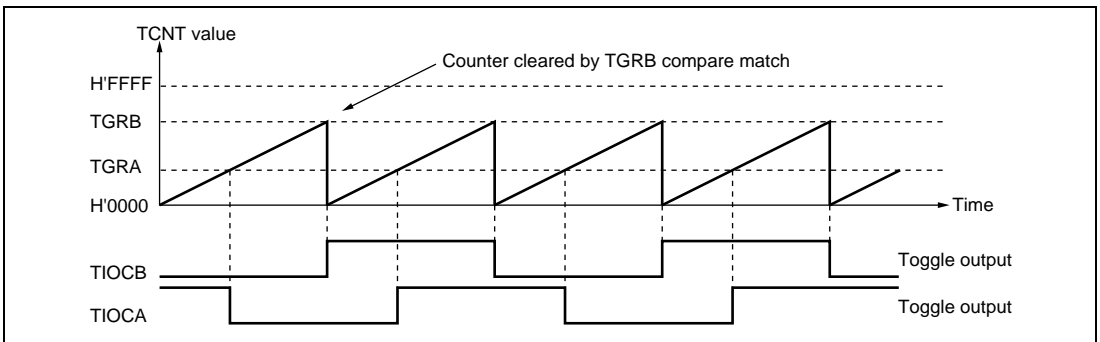 TCNT value
Counter cleared by TGRB compare match
H'FFFF
TGRB
TGRA
H'0000
Time
TIOCB
Toggle output
TIOCA
Toggle output